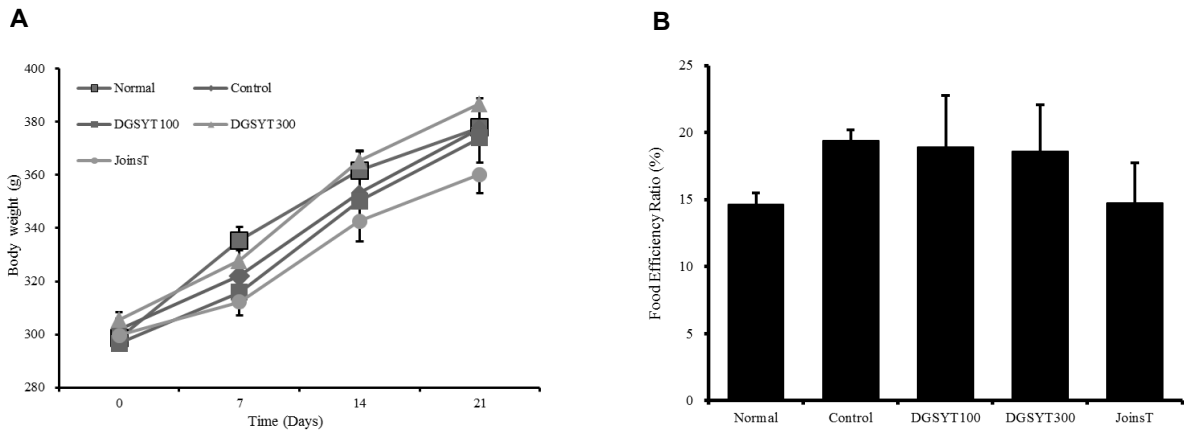 A
400
380
360
340
320
300
280
Body weight (g)
Normal Control
DGSYT100 DGSYT300
JoinsT
0 7 14 21
Time (Days)
B
25
20
15
10
5
0
Food Efficiency Ratio (%)
Normal Control DGSYT100 DGSYT300 JoinsT